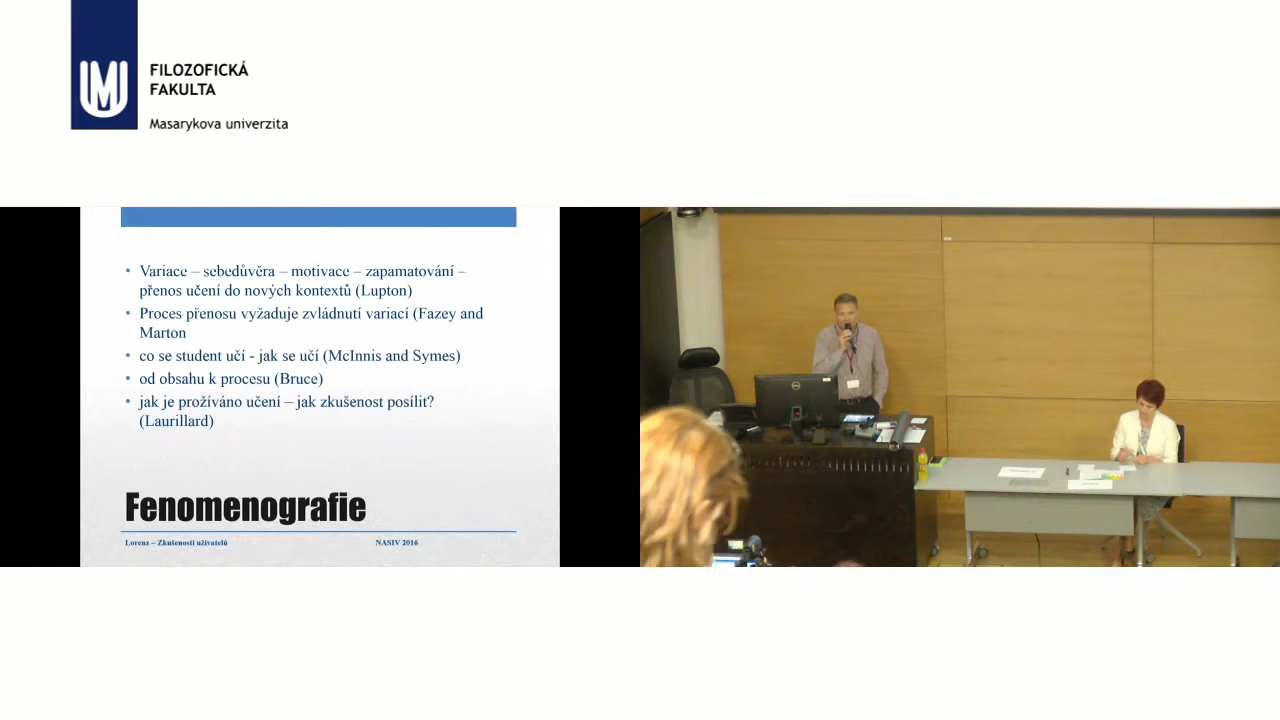 FILOZOFICKÁ
FAKULTA
Masarykova univerzita
• Variace – sebedůvěra – motivace – zapamatování –
přenos učení do nových kontextů (Lupton)
• Proces přenosu vyžaduje zvládnutí variací (Fazey and
Marton
• co se student učí - jak se učí (McInnis and Symes)
• od obsahu k procesu (Bruce)
• jak je prožíváno učení – jak zkušenost posílit?
(Laurillard)
Fenomenografie
Lorenz – Zkušenosti uživatelů NASIV 2016